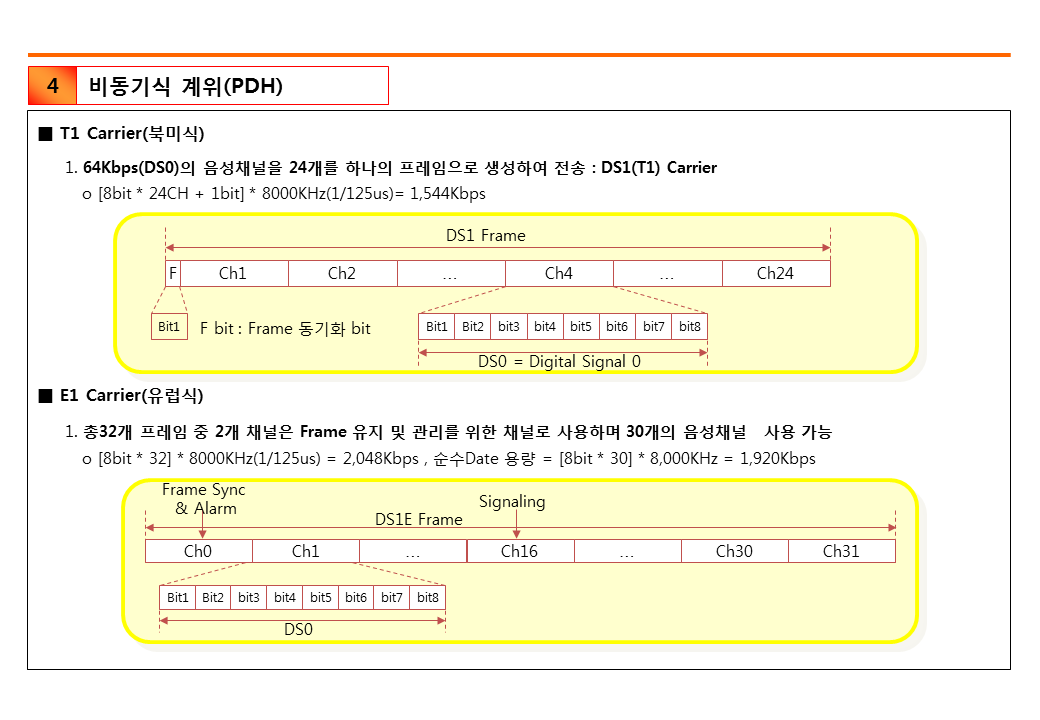 4 비동기식 계위(PDH)
■ T1 Carrier(북미식)
1. 64Kbps(DS0)의 음성채널을 24개를 하나의 프레임으로 생성하여 전송 : DS1(T1) Carrier
o [8bit * 24CH + 1bit] * 8000KHz(1/125us)= 1,544Kbps
DS1 Frame
F Ch1 Ch2 ... Ch4 ... Ch24
Bit1 F bit : Frame 동기화 bit
Bit1 Bit2 bit3 bit4 bit5 bit6 bit7 bit8
DS0 = Digital Signal 0
■ E1 Carrier(유럽식)
1. 총32개 프레임 중 2개 채널은 Frame 유지 및 관리를 위한 채널로 사용하며 30개의 음성채널 사용 가능
o [8bit * 32] * 8000KHz(1/125us) = 2,048Kbps , 순수Date 용량 = [8bit * 30] * 8,000KHz = 1,920Kbps
Frame Sync
& Alarm
Signaling
DS1E Frame
Ch0 Ch1 ... Ch16 ... Ch30 Ch31
Bit1 Bit2 bit3 bit4 bit5 bit6 bit7 bit8
DS0